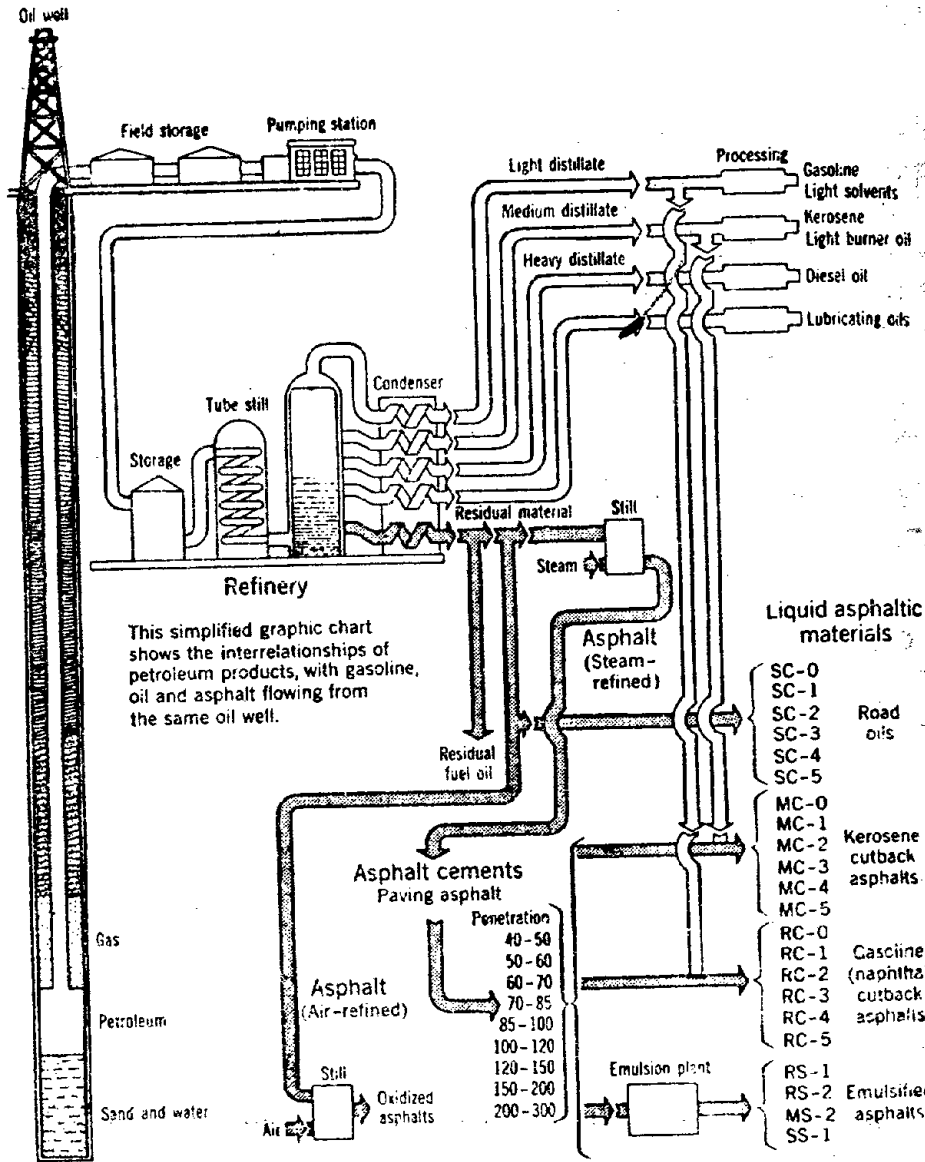 Oil well
Field storage
Pumping station
Light distillate
Processing
Gasoline
Light solvents
Medium distillate
Kerosene
Light burner oil
Heavy distillate
Diesel oil
Lubricating oils
Condenser
Tube still
Storage
Residual material
Still
Steam
Refinery
This simplified graphic chart
shows the interrelationships of
petroleum products, with gasoline,
oil and asphalt flowing from
the same oil well.
Asphalt
(Steam-
refined)
Residual
fuel oil
Liquid asphaltic
materials
SC-0
SC-1
SC-2
SC-3
SC-4
SC-5
Road
oils
MC-0
MC-1
MC-2
MC-3
MC-4
MC-5
Kerosene
cutback
asphalts
Asphalt cements
Paving asphalt
Penetration
40-50
50-60
60-70
70-85
85-100
100-120
120-150
150-200
200-300
RC-0
RC-1
RC-2
RC-3
RC-4
RC-5
Gasoline
(naphtha
cutback
asphalts
Gas
Petroleum
Sand and water
Asphalt
(Air-refined)
Still
Air
Oxidized
asphalts
Emulsion plant
RS-1
RS-2
MS-2
SS-1
Emulsified
asphalts